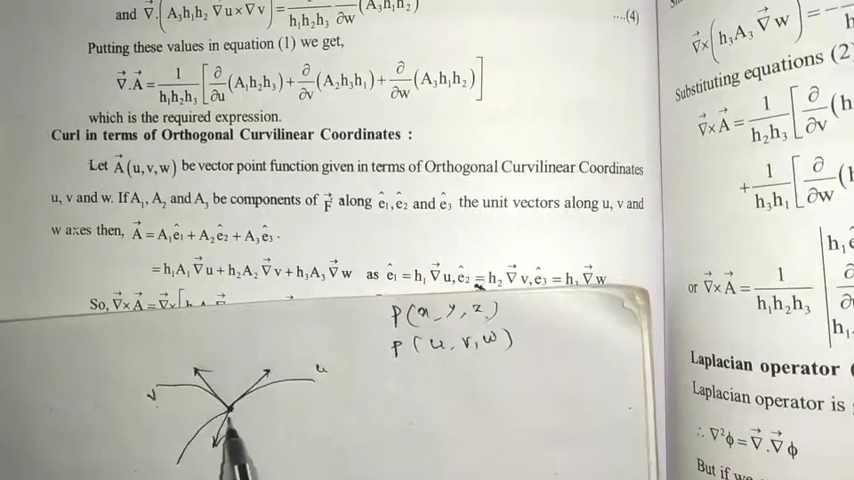 and ∇⃗.(A₃h₁h₂ ∇⃗u×∇⃗v) = 1/h₁h₂h₃ ∂/∂w (A₃h₁h₂) ....(4)
Putting these values in equation (1) we get,
∇⃗.A⃗ = 1/h₁h₂h₃ [∂/∂u (A₁h₂h₃) + ∂/∂v (A₂h₃h₁) + ∂/∂w (A₃h₁h₂)]
which is the required expression.
Curl in terms of Orthogonal Curvilinear Coordinates :
Let A⃗ (u, v, w) be vector point function given in terms of Orthogonal Curvilinear Coordinates
u, v and w. If A₁, A₂ and A₃ be components of F⃗ along ê₁, ê₂ and ê₃ the unit vectors along u, v and
w axes then, A⃗ = A₁ê₁ + A₂ê₂ + A₃ê₃.
= h₁A₁∇⃗u + h₂A₂∇⃗v + h₃A₃∇⃗w as ê₁ = h₁∇⃗u, ê₂ = h₂∇⃗v, ê₃ = h₃∇⃗w
So, ∇⃗×A⃗ = ∇⃗×[h₁A₁∇⃗
P(x, y, z)
P(u, v, w)
u
v
∇⃗×(h₃A₃∇⃗w) =
Substituting equations (2)
∇⃗×A⃗ = 1/h₂h₃ [∂/∂v (h
+ 1/h₃h₁ [∂/∂w (h
or ∇⃗×A⃗ = 1/h₁h₂h₃ | h₁ê
h₁
Laplacian operator (
Laplacian operator is
∴ ∇²φ = ∇⃗.∇⃗φ
But if we